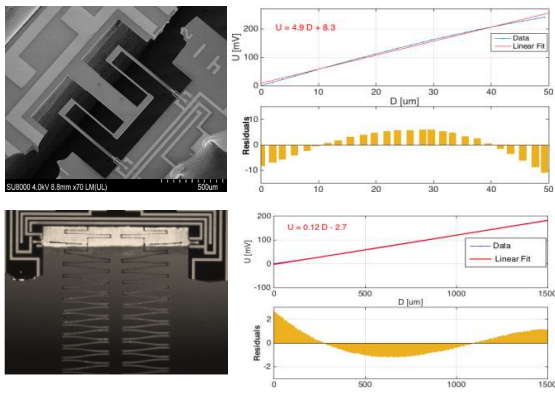 SU8000 4.0kV 8.8mm x70 LM(UL)
500um
U = 4.9 D + 8.3
Data
Linear Fit
U [mV]
200
100
0
0 10 20 30 40 50
D [um]
Residuals
10
0
-10
0 10 20 30 40 50
U = 0.12 D - 2.7
Data
Linear Fit
U [mV]
200
100
0
-100
0 500 1000 1500
D [um]
Residuals
2
0
-2
0 500 1000 1500